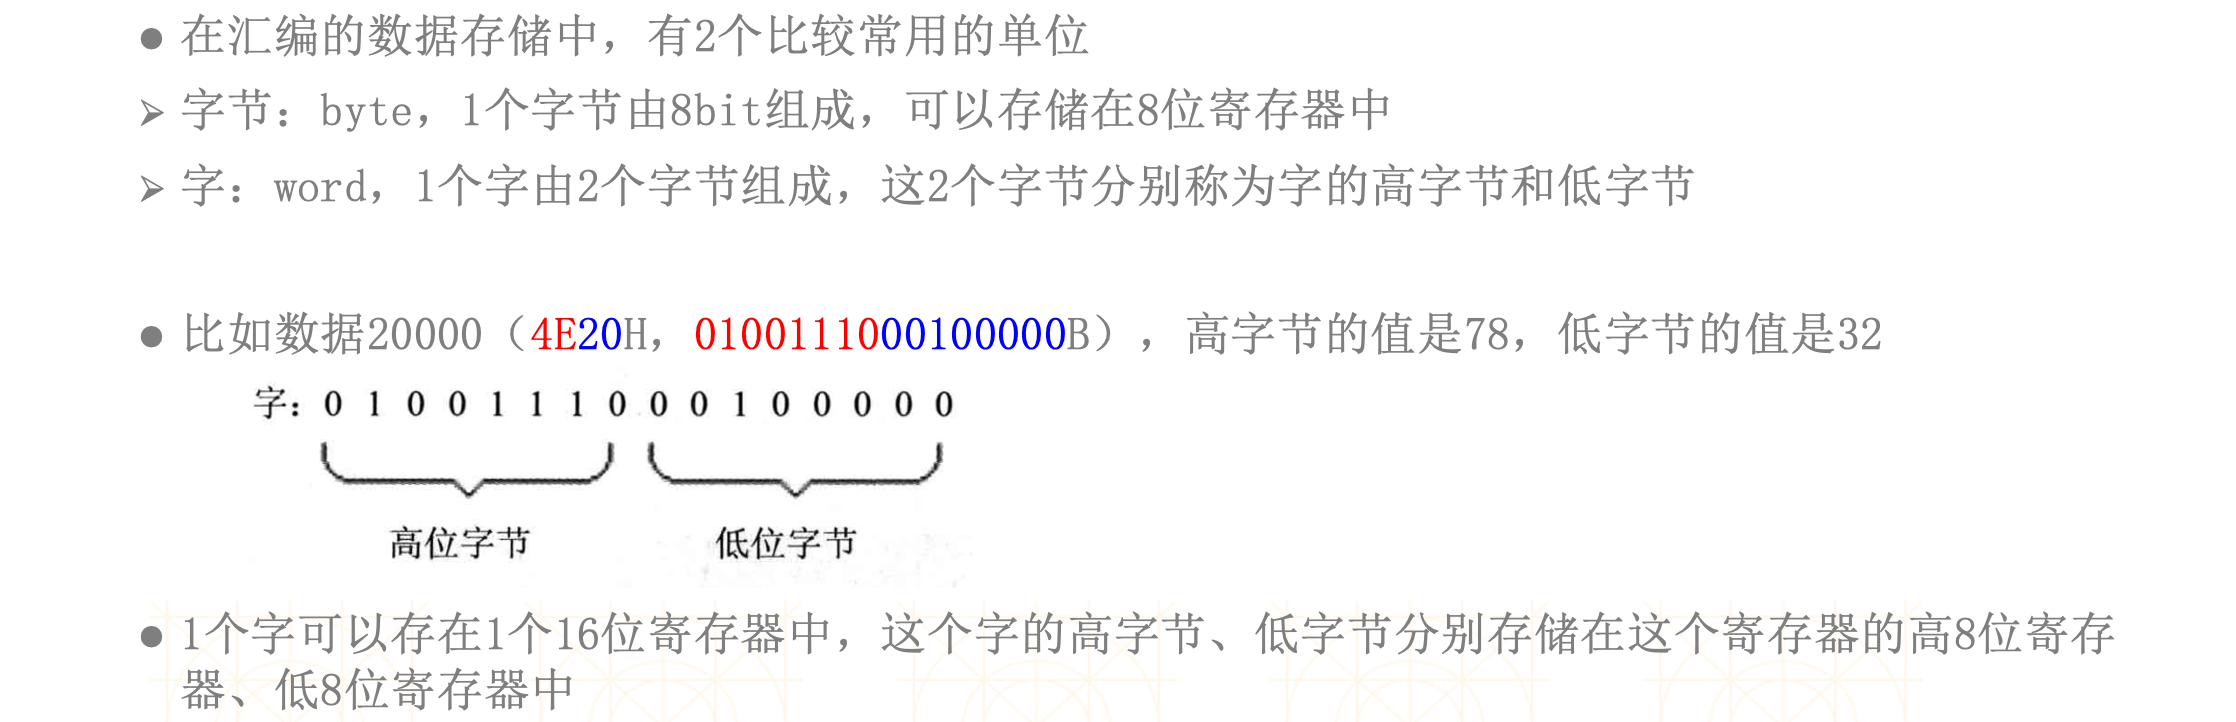 ● 在汇编的数据存储中，有2个比较常用的单位
➢ 字节：byte，1个字节由8bit组成，可以存储在8位寄存器中
➢ 字：word，1个字由2个字节组成，这2个字节分别称为字的高字节和低字节
● 比如数据20000（4E20H，0100111000100000B），高字节的值是78，低字节的值是32
字：0 1 0 0 1 1 1 0 0 0 1 0 0 0 0 0
高位字节 低位字节
● 1个字可以存在1个16位寄存器中，这个字的高字节、低字节分别存储在这个寄存器的高8位寄存
器、低8位寄存器中